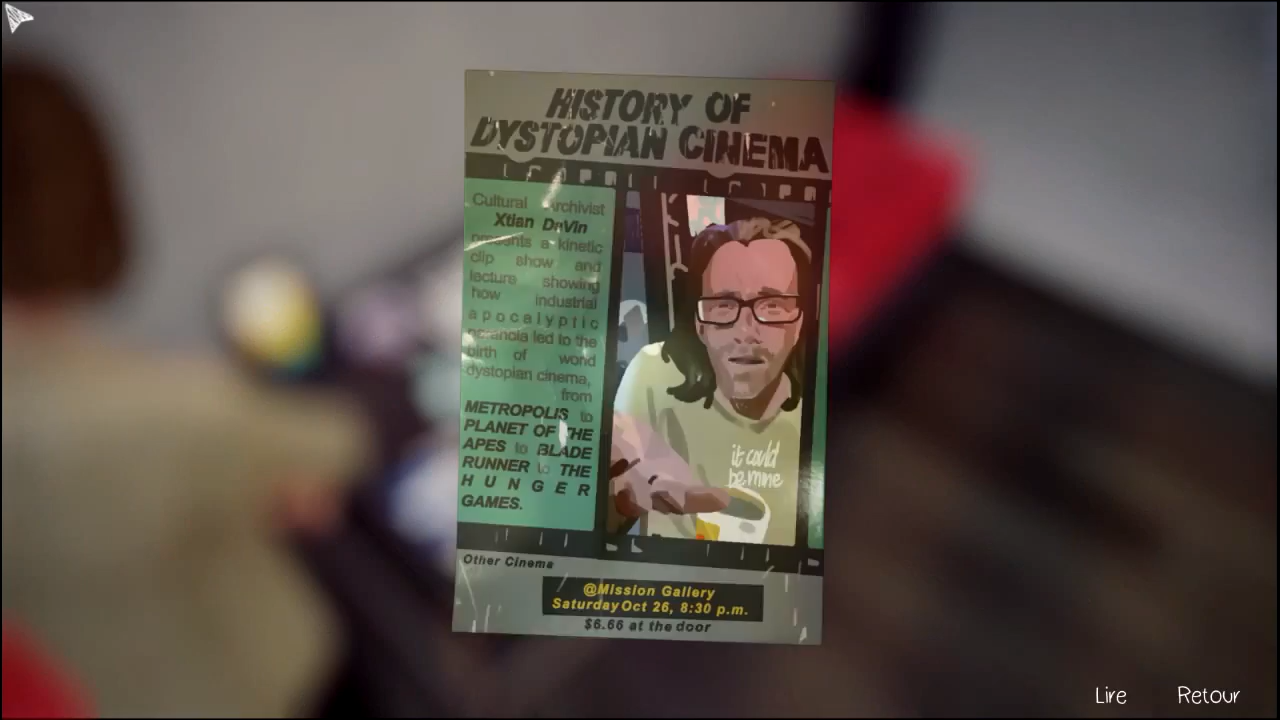 HISTORY OF
DYSTOPIAN CINEMA
Cultural Archivist
Xtian DeVin
presents a kinetic
clip show and
lecture showing
how industrial
apocalyptic
paranoia led to the
birth of world
dystopian cinema,
from
METROPOLIS to
PLANET OF THE
APES to BLADE
RUNNER to THE
HUNGER
GAMES.
it could
be mine
Other Cinema
@Mission Gallery
Saturday Oct 26, 8:30 p.m.
$6.66 at the door
Lire Retour